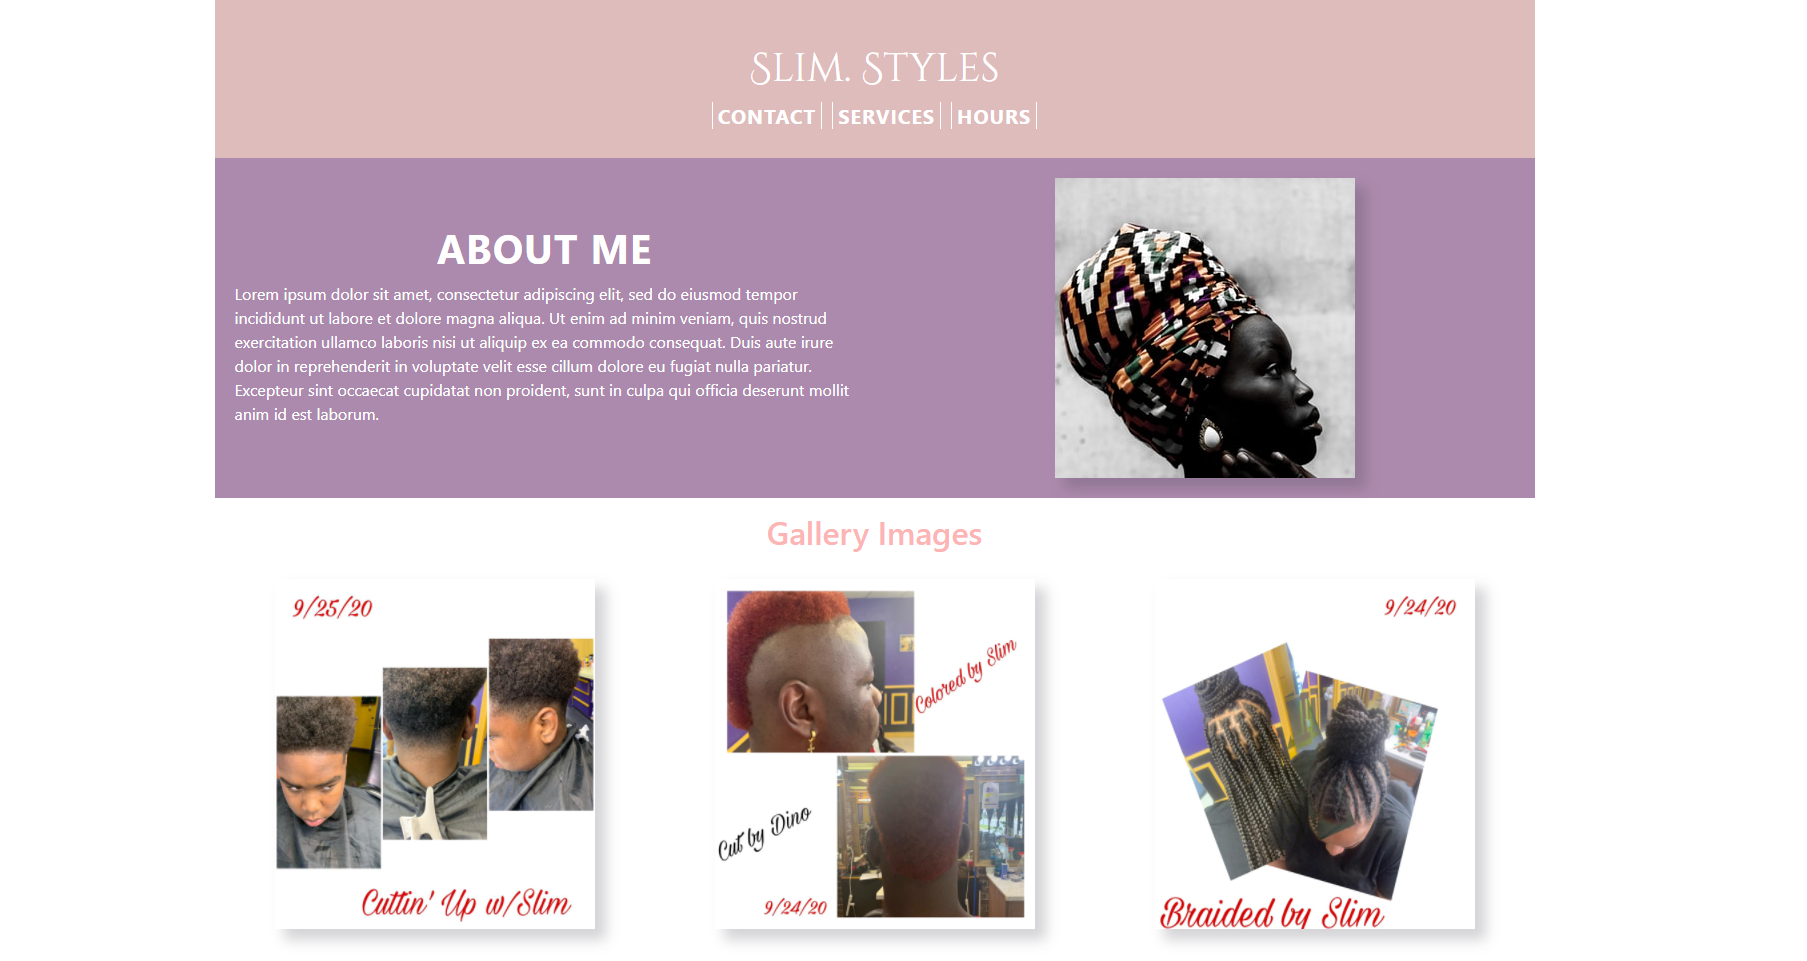 Slim. Styles
CONTACT SERVICES HOURS
ABOUT ME
Lorem ipsum dolor sit amet, consectetur adipiscing elit, sed do eiusmod tempor
incididunt ut labore et dolore magna aliqua. Ut enim ad minim veniam, quis nostrud
exercitation ullamco laboris nisi ut aliquip ex ea commodo consequat. Duis aute irure
dolor in reprehenderit in voluptate velit esse cillum dolore eu fugiat nulla pariatur.
Excepteur sint occaecat cupidatat non proident, sunt in culpa qui officia deserunt mollit
anim id est laborum.
Gallery Images
9/25/20
Cuttin' Up w/Slim
Colored by Slim
Cut by Dino
9/24/20
9/24/20
Braided by Slim